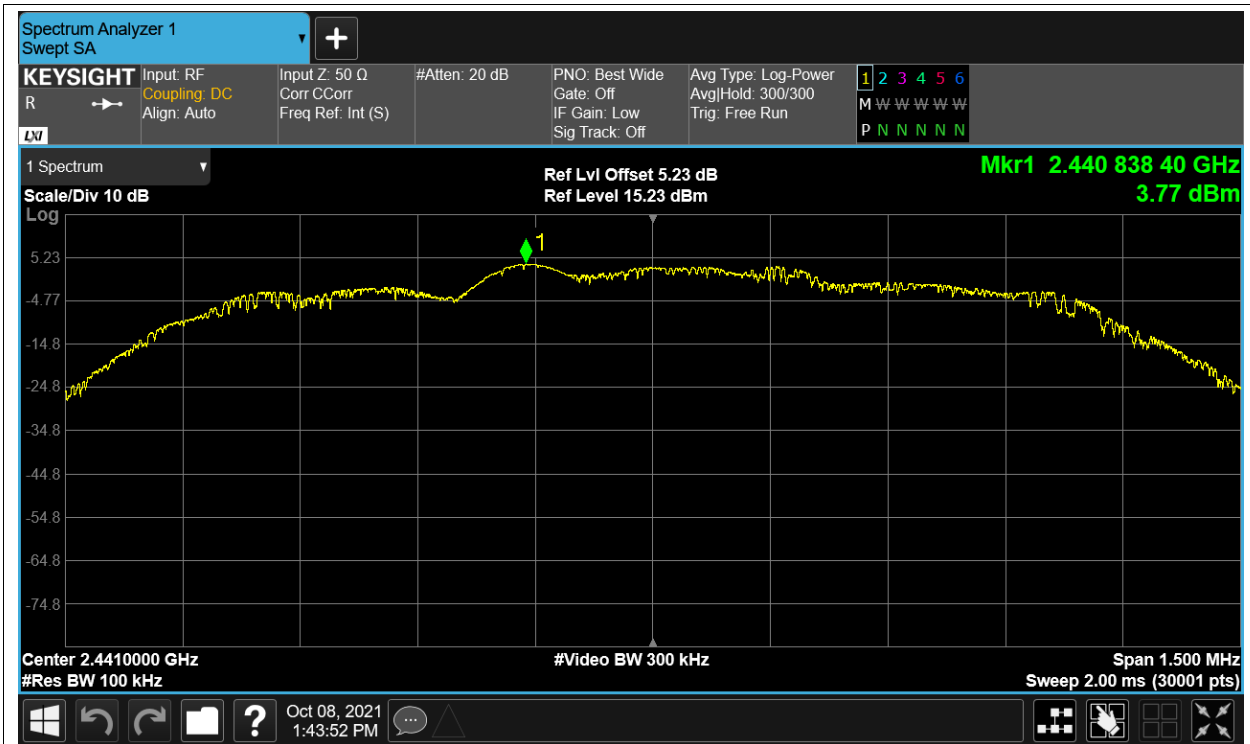 Spectrum Analyzer 1
Swept SA
+
KEYSIGHT
R
LXI
Input: RF
Coupling: DC
Align: Auto
Input Z: 50 Ω
Corr CCorr
Freq Ref: Int (S)
#Atten: 20 dB
PNO: Best Wide
Gate: Off
IF Gain: Low
Sig Track: Off
Avg Type: Log-Power
Avg|Hold: 300/300
Trig: Free Run
1 2 3 4 5 6
M W W W W W
P N N N N N
1 Spectrum
Scale/Div 10 dB
Log
Ref Lvl Offset 5.23 dB
Ref Level 15.23 dBm
Mkr1 2.440 838 40 GHz
3.77 dBm
1
5.23
-4.77
-14.8
-24.8
-34.8
-44.8
-54.8
-64.8
-74.8
Center 2.4410000 GHz
#Res BW 100 kHz
#Video BW 300 kHz
Span 1.500 MHz
Sweep 2.00 ms (30001 pts)
?
Oct 08, 2021
1:43:52 PM